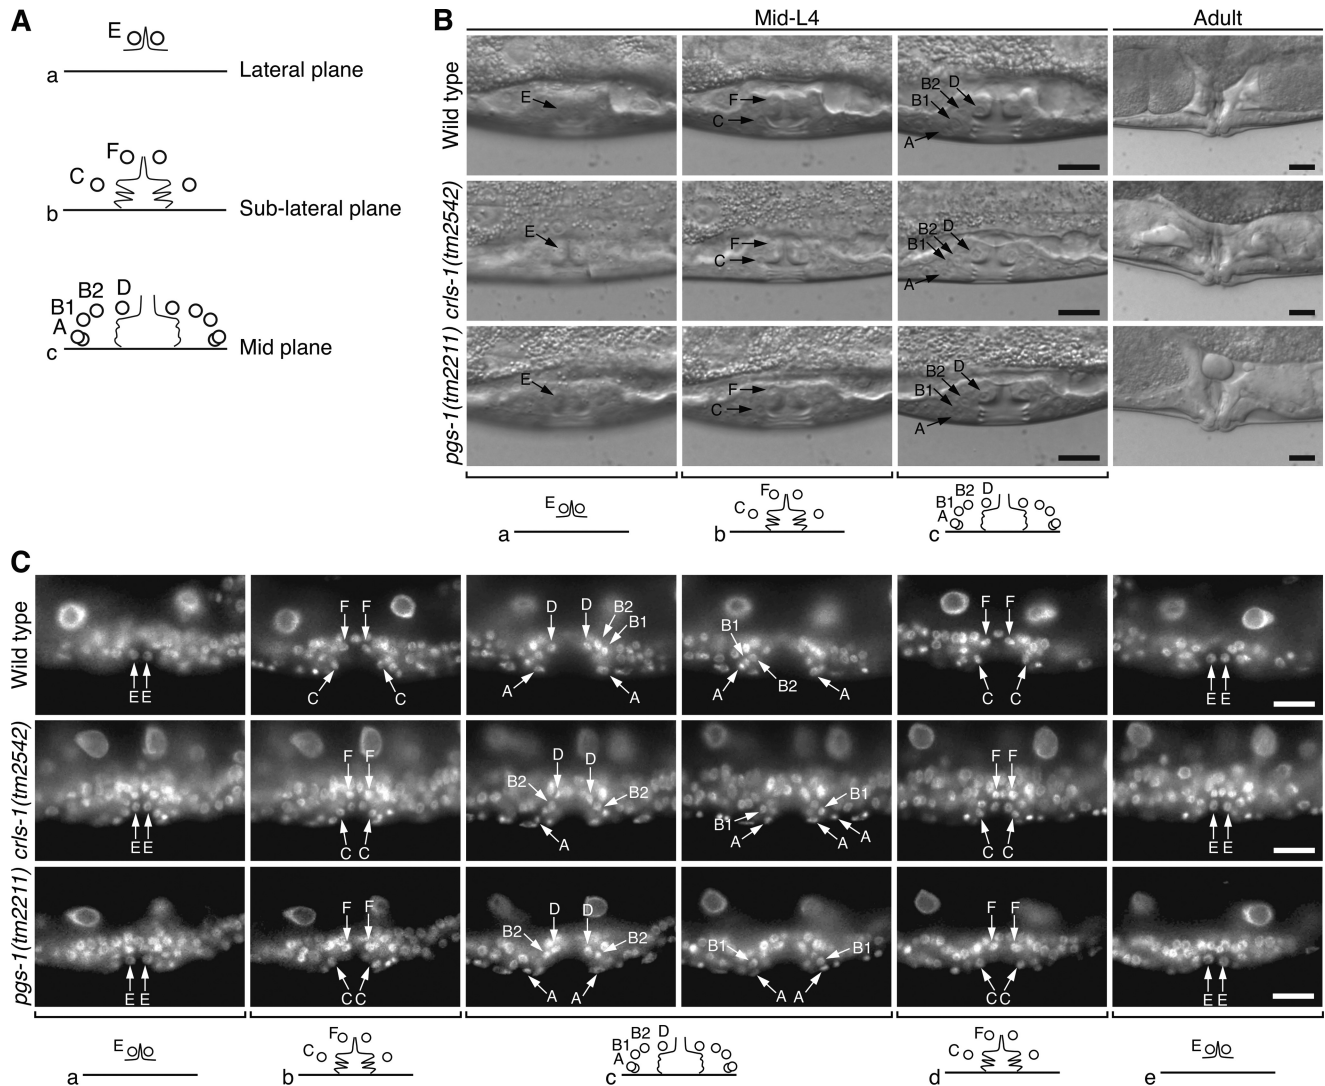 A
E
a
Lateral plane
F
C
b
Sub-lateral plane
B1
B2
D
A
c
Mid plane
B
Mid-L4
Adult
Wild type
E
F
C
B2
D
B1
A
crls-1(tm2542)
E
F
C
B2
D
B1
A
pgs-1(tm2211)
E
F
C
B2
D
B1
A
E
a
F
C
b
B1
B2
D
A
c
C
Wild type
E E
F F
C C
D D B2
B1
A A
B1
B2
A A
F F
C C
E E
crls-1(tm2542)
E E
F F
C C
D D
B2 B2
A
B1
B1
A A A
F F
C C
E E
pgs-1(tm2211)
E E
F F
C C
D D
B2 B2
A A
B1 B1
A A
F F
C C
E E
E
a
F
C
b
B2 D
B1
A
c
F
C
d
E
e